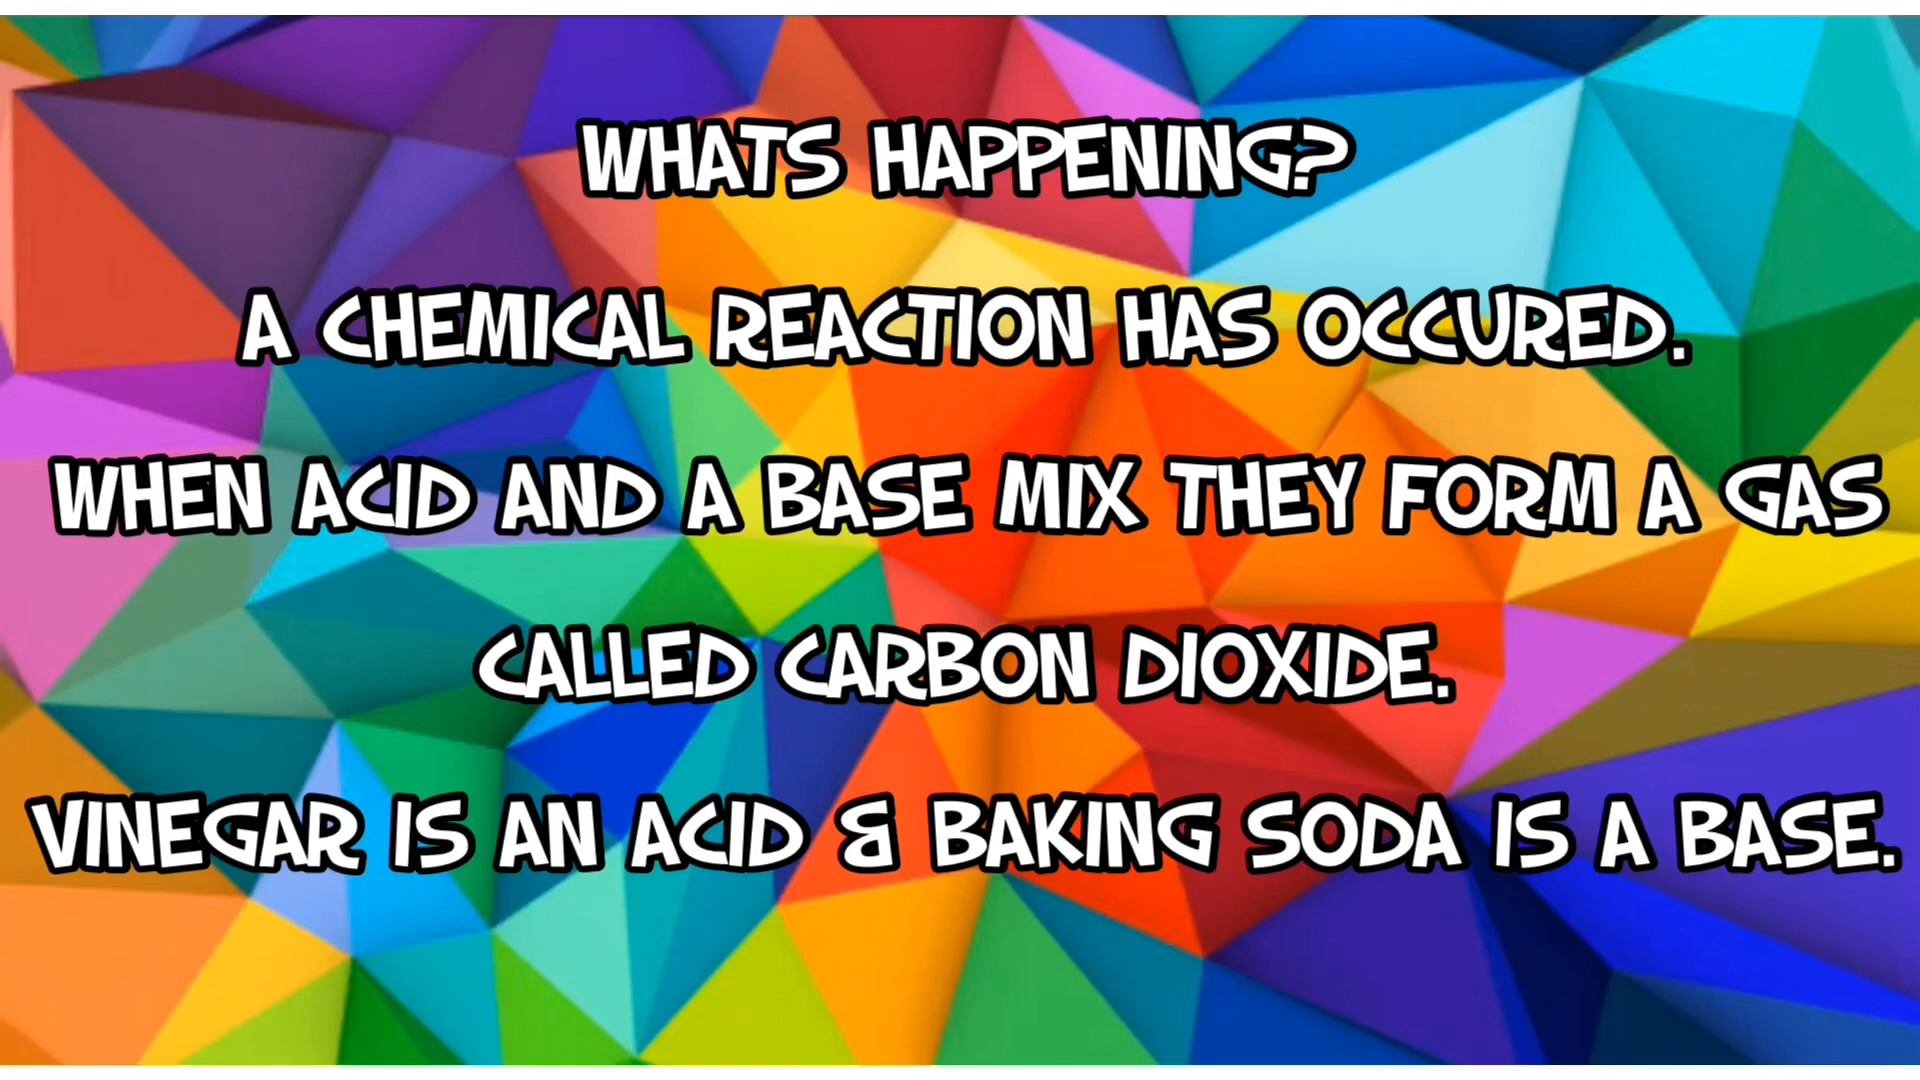 WHATS HAPPENING?
A CHEMICAL REACTION HAS OCCURED.
WHEN ACID AND A BASE MIX THEY FORM A GAS
CALLED CARBON DIOXIDE.
VINEGAR IS AN ACID & BAKING SODA IS A BASE.